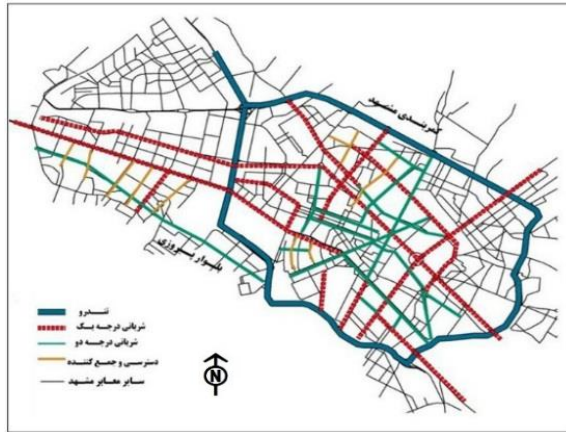 کمربندی مشهد
بلوار پیروزی
تندرو
شریانی درجه یک
شریانی درجه دو
دسترسی و جمع کننده
سایر معابر مشهد
N